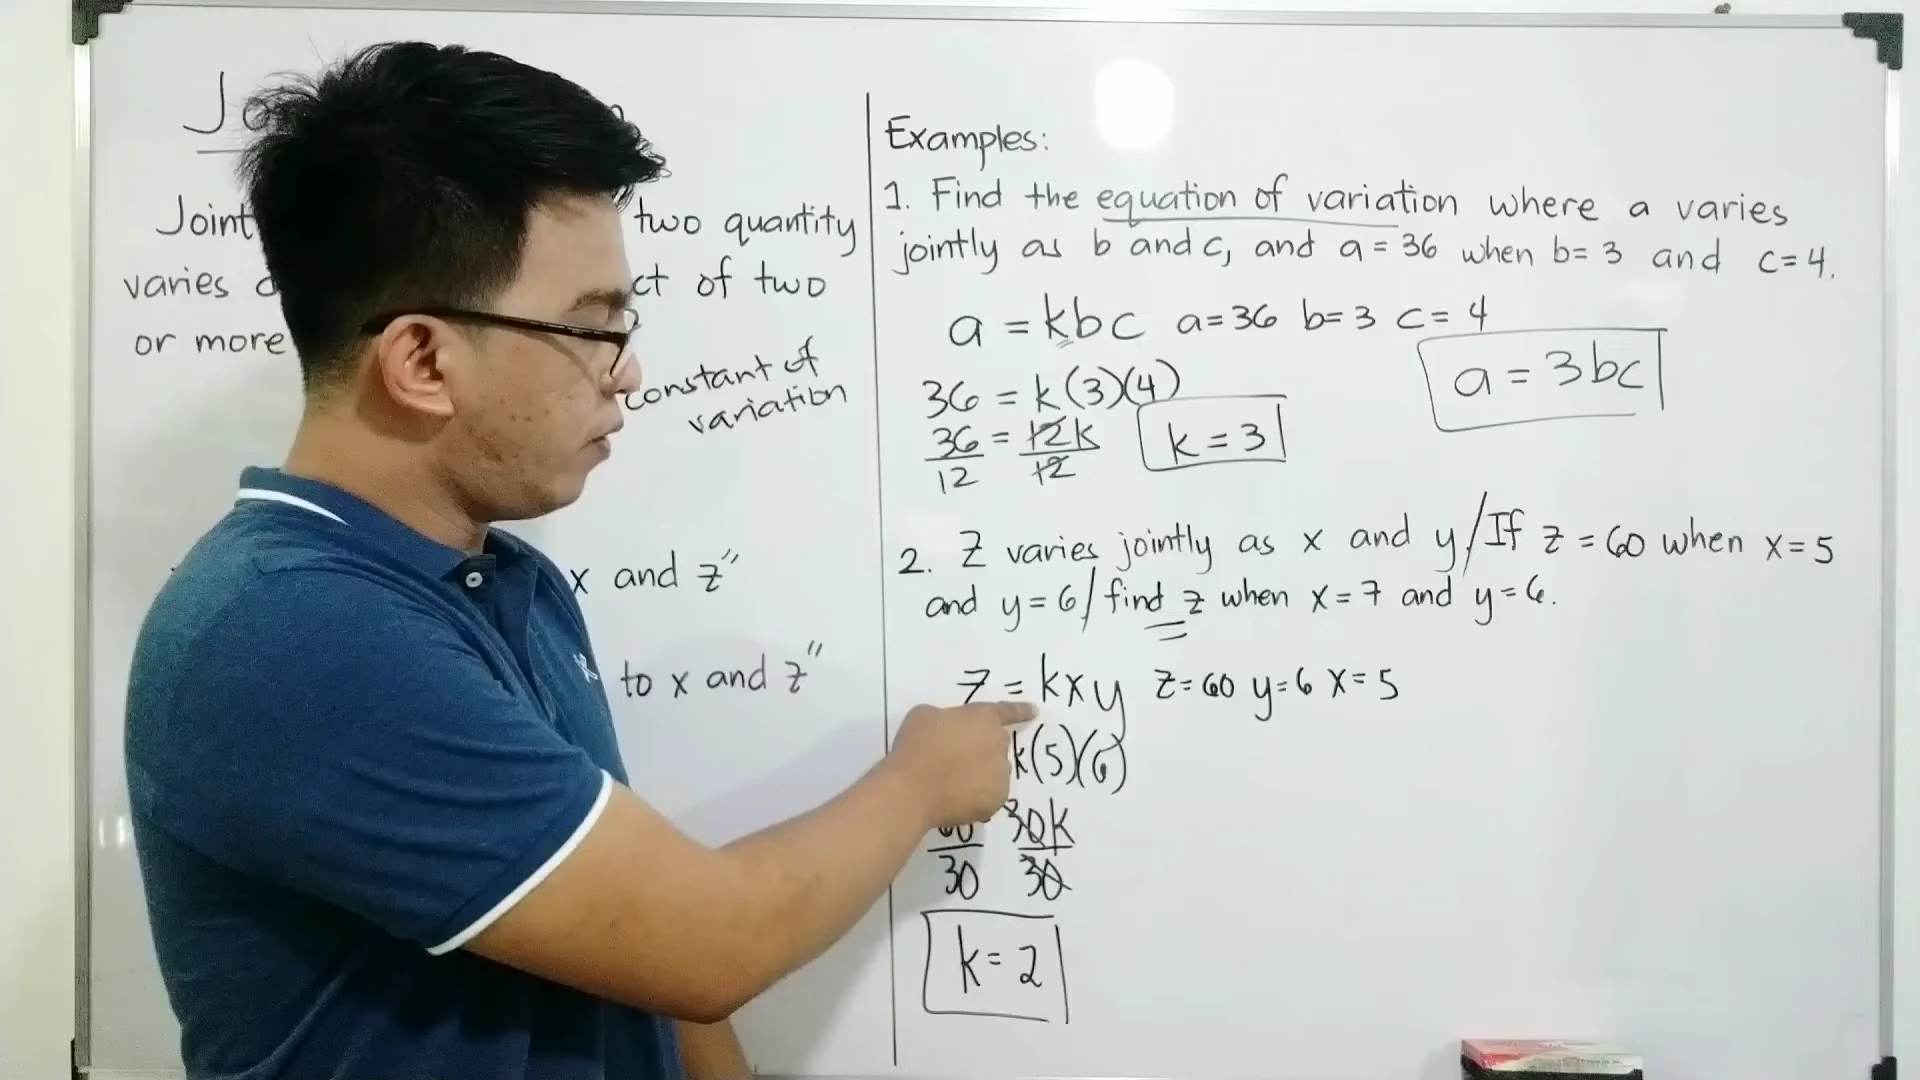 Joint two quantity
varies ct of two
or more
constant of
variation
x and z"
to x and z"
Examples:
1. Find the equation of variation where a varies
jointly as b and c, and a = 36 when b = 3 and c = 4.
a = kbc a = 36 b = 3 c = 4
36 = k(3)(4)
36 = 12k
12 12
k = 3
a = 3bc
2. Z varies jointly as x and y / If z = 60 when x = 5
and y = 6 / find z when x = 7 and y = 6.
z = kxy z = 60 y = 6 x = 5
k(5)(6)
60 30k
30 30
k = 2